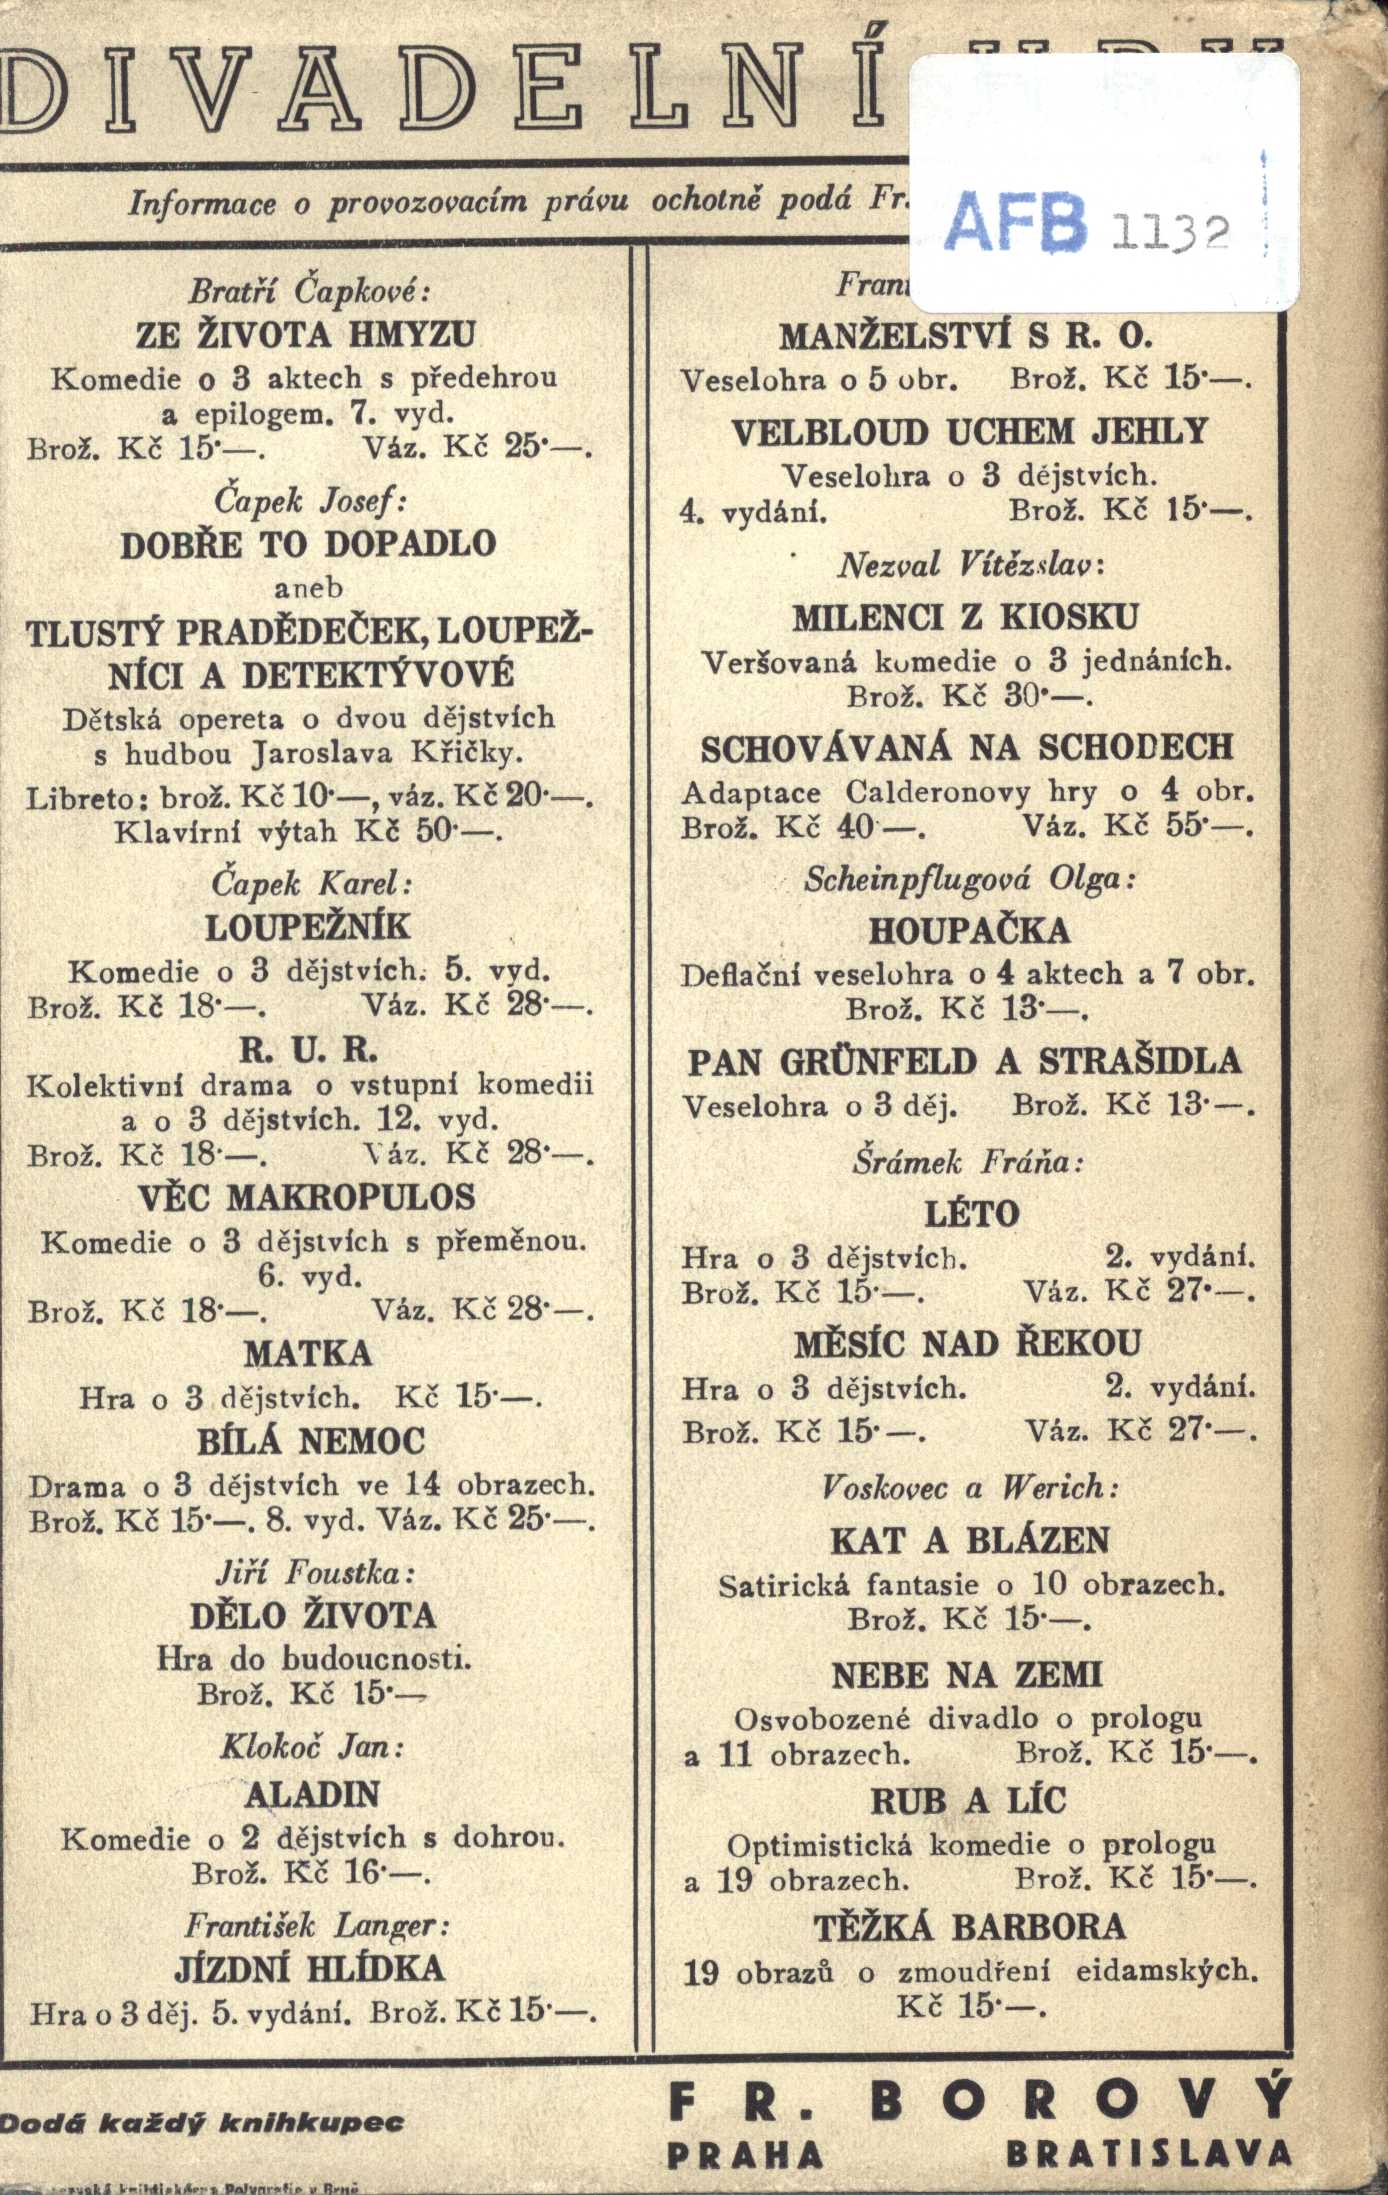 DIVADELNÍ
Informace o provozovacím právu ochotně podá Fr.
AFB 1132
Bratří Čapkové:
ZE ŽIVOTA HMYZU
Komedie o 3 aktech s předehrou
a epilogem. 7. vyd.
Brož. Kč 15·—. Váz. Kč 25·—.
Čapek Josef:
DOBŘE TO DOPADLO
aneb
TLUSTÝ PRADĚDEČEK, LOUPEŽ-
NÍCI A DETEKTÝVOVÉ
Dětská opereta o dvou dějstvích
s hudbou Jaroslava Křičky.
Libreto: brož. Kč 10·—, váz. Kč 20·—.
Klavírní výtah Kč 50·—.
Čapek Karel:
LOUPEŽNÍK
Komedie o 3 dějstvích. 5. vyd.
Brož. Kč 18·—. Váz. Kč 28·—.
R. U. R.
Kolektivní drama o vstupní komedii
a o 3 dějstvích. 12. vyd.
Brož. Kč 18·—. Váz. Kč 28·—.
VĚC MAKROPULOS
Komedie o 3 dějstvích s přeměnou.
6. vyd.
Brož. Kč 18·—. Váz. Kč 28·—.
MATKA
Hra o 3 dějstvích. Kč 15·—.
BÍLÁ NEMOC
Drama o 3 dějstvích ve 14 obrazech.
Brož. Kč 15·—. 8. vyd. Váz. Kč 25·—.
Jiří Foustka:
DĚLO ŽIVOTA
Hra do budoucnosti.
Brož. Kč 15·—
Klokoč Jan:
ALADIN
Komedie o 2 dějstvích s dohrou.
Brož. Kč 16·—.
František Langer:
JÍZDNÍ HLÍDKA
Hra o 3 děj. 5. vydání. Brož. Kč 15·—.
MANŽELSTVÍ S R. O.
Veselohra o 5 obr. Brož. Kč 15·—.
VELBLOUD UCHEM JEHLY
Veselohra o 3 dějstvích.
4. vydání. Brož. Kč 15·—.
Nezval Vítězslav:
MILENCI Z KIOSKU
Veršovaná komedie o 3 jednáních.
Brož. Kč 30·—.
SCHOVÁVANÁ NA SCHODECH
Adaptace Calderonovy hry o 4 obr.
Brož. Kč 40·—. Váz. Kč 55·—.
Scheinpflugová Olga:
HOUPAČKA
Deflační veselohra o 4 aktech a 7 obr.
Brož. Kč 13·—.
PAN GRÜNFELD A STRAŠIDLA
Veselohra o 3 děj. Brož. Kč 13·—.
Šrámek Fráňa:
LÉTO
Hra o 3 dějstvích. 2. vydání.
Brož. Kč 15·—. Váz. Kč 27·—.
MĚSÍC NAD ŘEKOU
Hra o 3 dějstvích. 2. vydání.
Brož. Kč 15·—. Váz. Kč 27·—.
Voskovec a Werich:
KAT A BLÁZEN
Satirická fantasie o 10 obrazech.
Brož. Kč 15·—.
NEBE NA ZEMI
Osvobozené divadlo o prologu
a 11 obrazech. Brož. Kč 15·—.
RUB A LÍC
Optimistická komedie o prologu
a 19 obrazech. Brož. Kč 15·—.
TĚŽKÁ BARBORA
19 obrazů o zmoudření eidamských.
Kč 15·—.
Dodá každý knihkupec
FR. BOROVÝ
PRAHA BRATISLAVA
Polygrafie v Brně